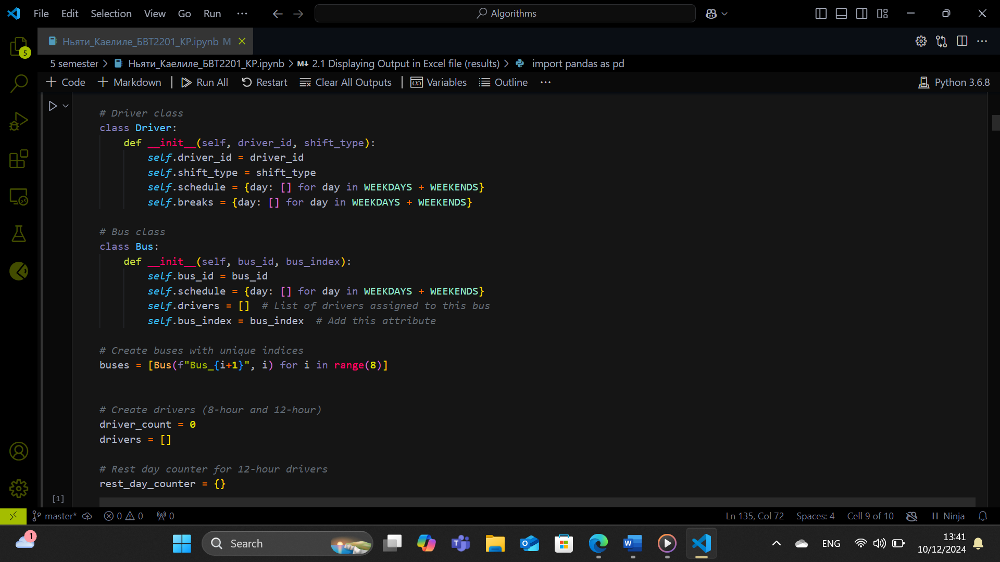 File Edit Selection View Go Run ··· Algorithms
5
Ньяти_Каелиле_БВТ2201_КР.ipynb M
5 semester > Ньяти_Каелиле_БВТ2201_КР.ipynb > M↓ 2.1 Displaying Output in Excel file (results) > import pandas as pd
+ Code + Markdown | Run All Restart Clear All Outputs | Variables Outline ··· Python 3.6.8
# Driver class
class Driver:
    def __init__(self, driver_id, shift_type):
        self.driver_id = driver_id
        self.shift_type = shift_type
        self.schedule = {day: [] for day in WEEKDAYS + WEEKENDS}
        self.breaks = {day: [] for day in WEEKDAYS + WEEKENDS}
# Bus class
class Bus:
    def __init__(self, bus_id, bus_index):
        self.bus_id = bus_id
        self.schedule = {day: [] for day in WEEKDAYS + WEEKENDS}
        self.drivers = []  # List of drivers assigned to this bus
        self.bus_index = bus_index  # Add this attribute
# Create buses with unique indices
buses = [Bus(f"Bus_{i+1}", i) for i in range(8)]
# Create drivers (8-hour and 12-hour)
driver_count = 0
drivers = []
# Rest day counter for 12-hour drivers
rest_day_counter = {}
[1]
master* 0 0 0 Ln 135, Col 72 Spaces: 4 Cell 9 of 10 Ninja
1 Search ENG 13:41
10/12/2024